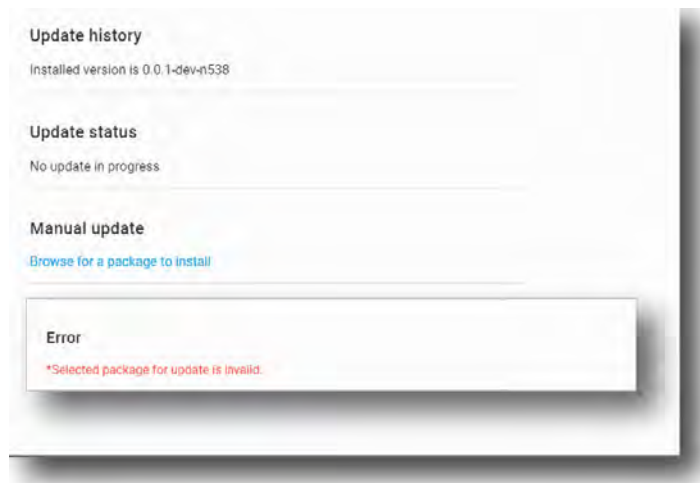 Update history
Installed version is 0.0.1-dev-n538
Update status
No update in progress
Manual update
Browse for a package to install
Error
*Selected package for update is invalid.